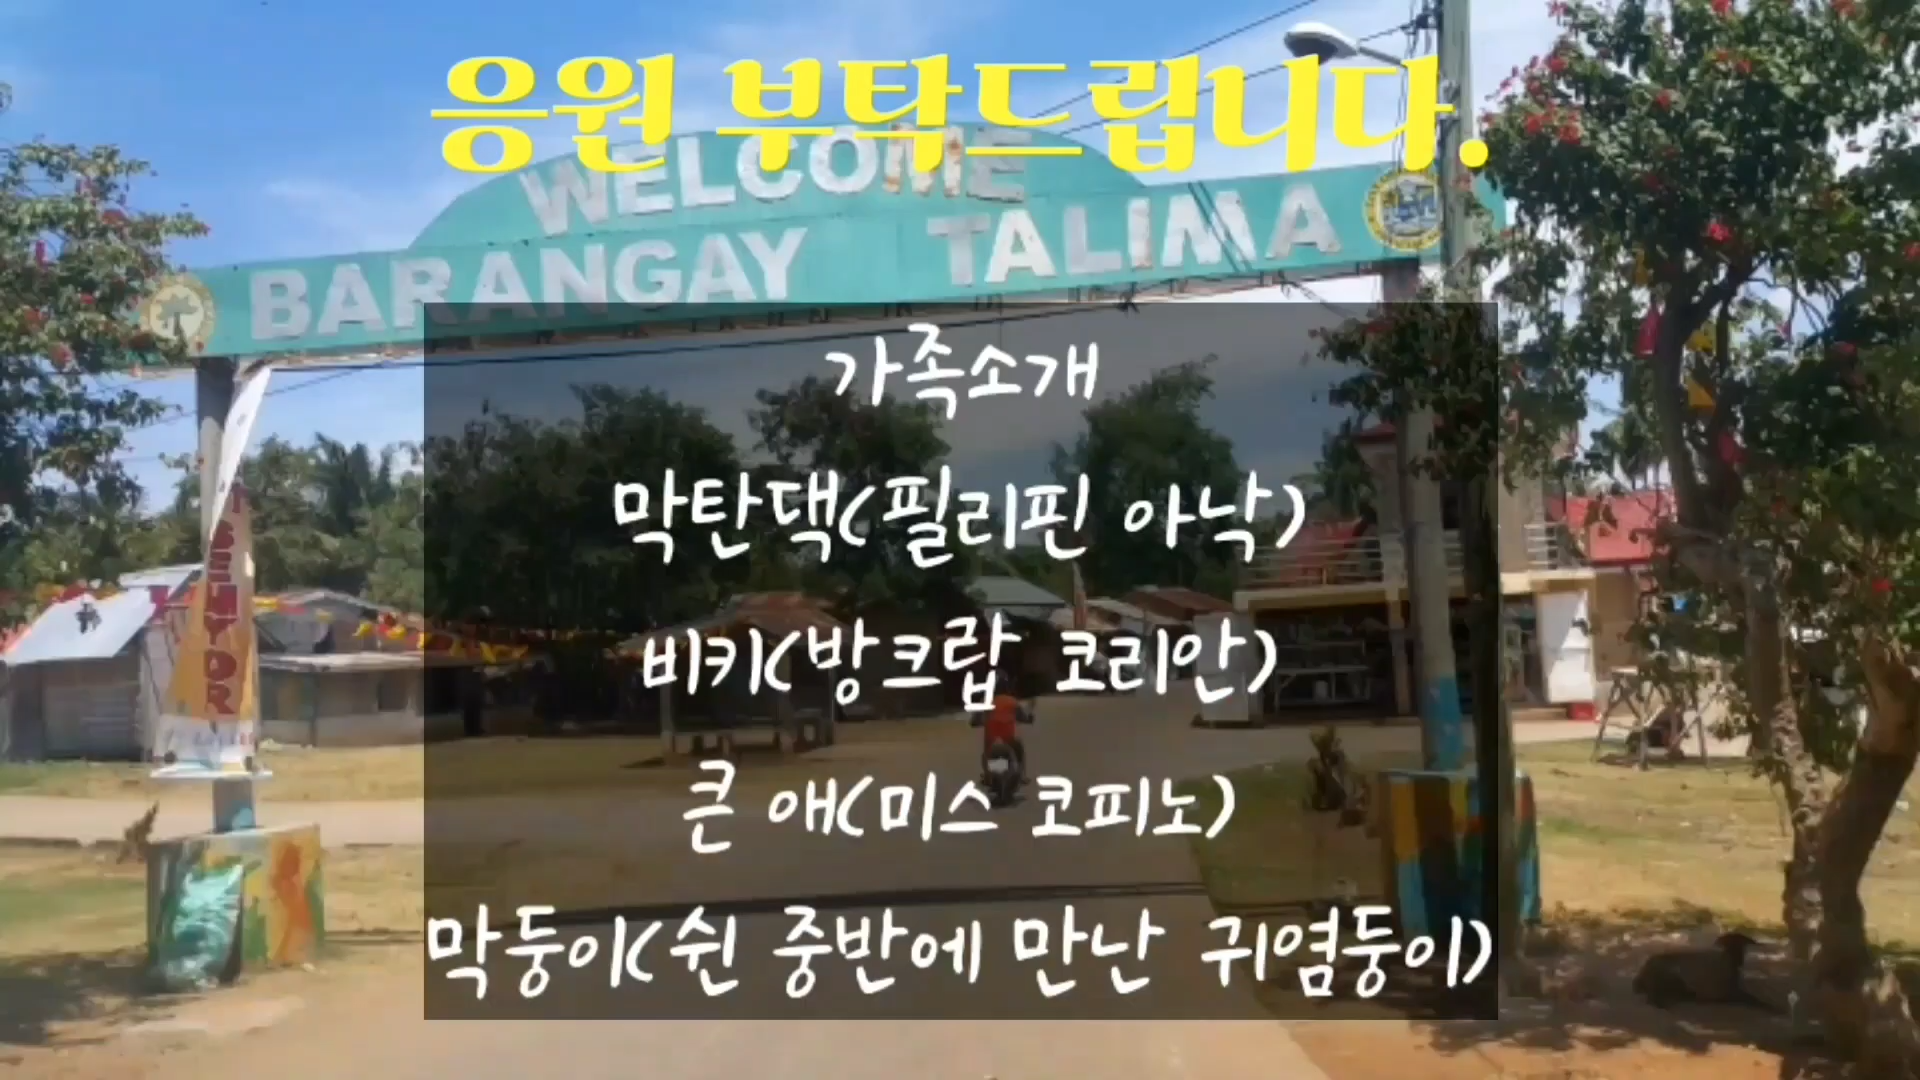 응원 부탁드립니다.
WELCOME
BARANGAY TALIMA
가족소개
막탄댁(필리핀 아낙)
비키(방크랍 코리안)
큰 애(미스 코피노)
막둥이(쉰 중반에 만난 귀염둥이)